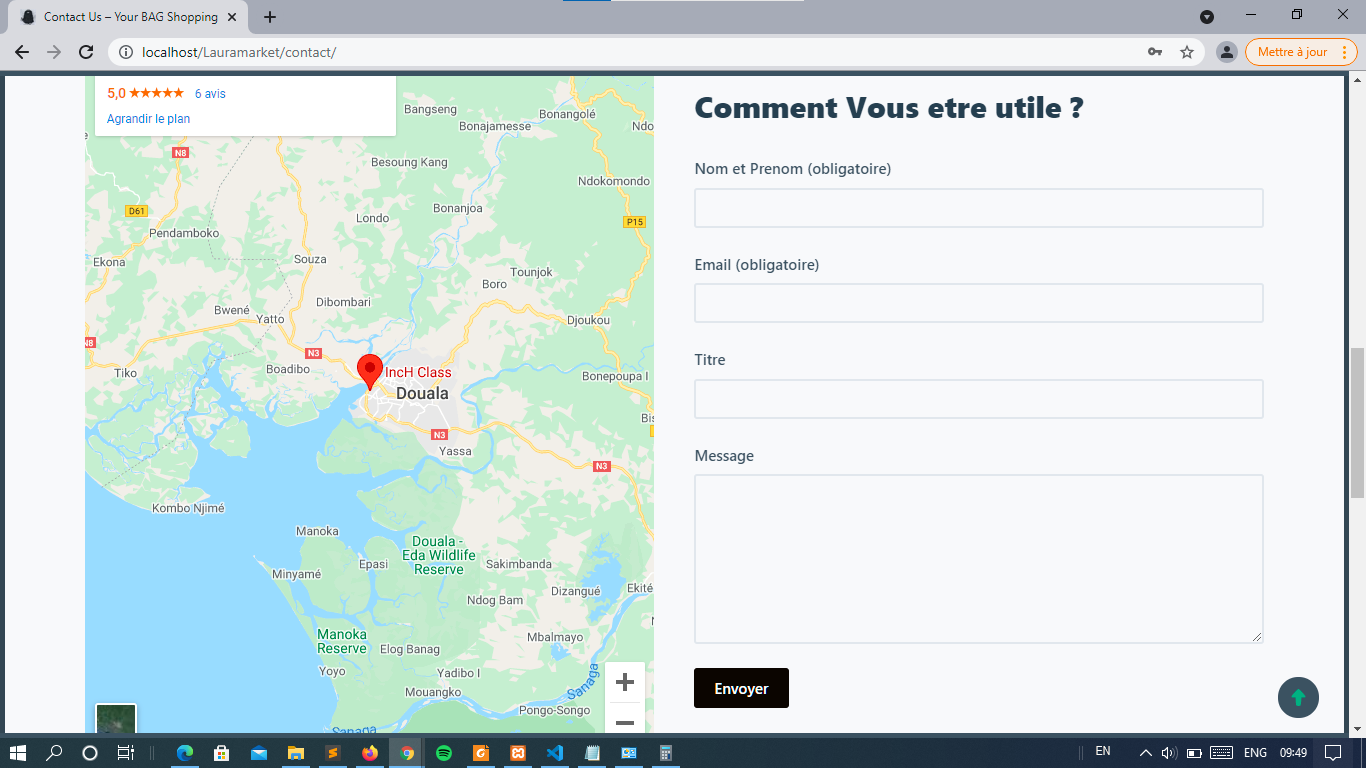 Contact Us – Your BAG Shopping
localhost/Lauramarket/contact/
Mettre à jour
5,0 ★★★★★ 6 avis
Agrandir le plan
Bangseng
Bonangolé
Bonajamesse
Ndo
N8
Besoung Kang
Ndokomondo
D61
Londo
Bonanjoa
P15
Pendamboko
Ekona
Souza
Tounjok
Boro
Dibombari
Bwené
Yatto
Djoukou
N8
N3
Tiko
Boadibo
IncH Class
Bonepoupa I
Douala
Bis
N3
Yassa
N3
Kombo Njimé
Manoka
Douala -
Eda Wildlife
Reserve
Epasi
Sakimbanda
Minyamé
Dizangué
Ekité
Ndog Bam
Manoka
Reserve
Mbalmayo
Elog Banag
Yoyo
Yadibo I
Sanaga
Mouangko
Pongo-Songo
Sanaga
Comment Vous etre utile ?
Nom et Prenom (obligatoire)
Email (obligatoire)
Titre
Message
Envoyer
EN
ENG
09:49